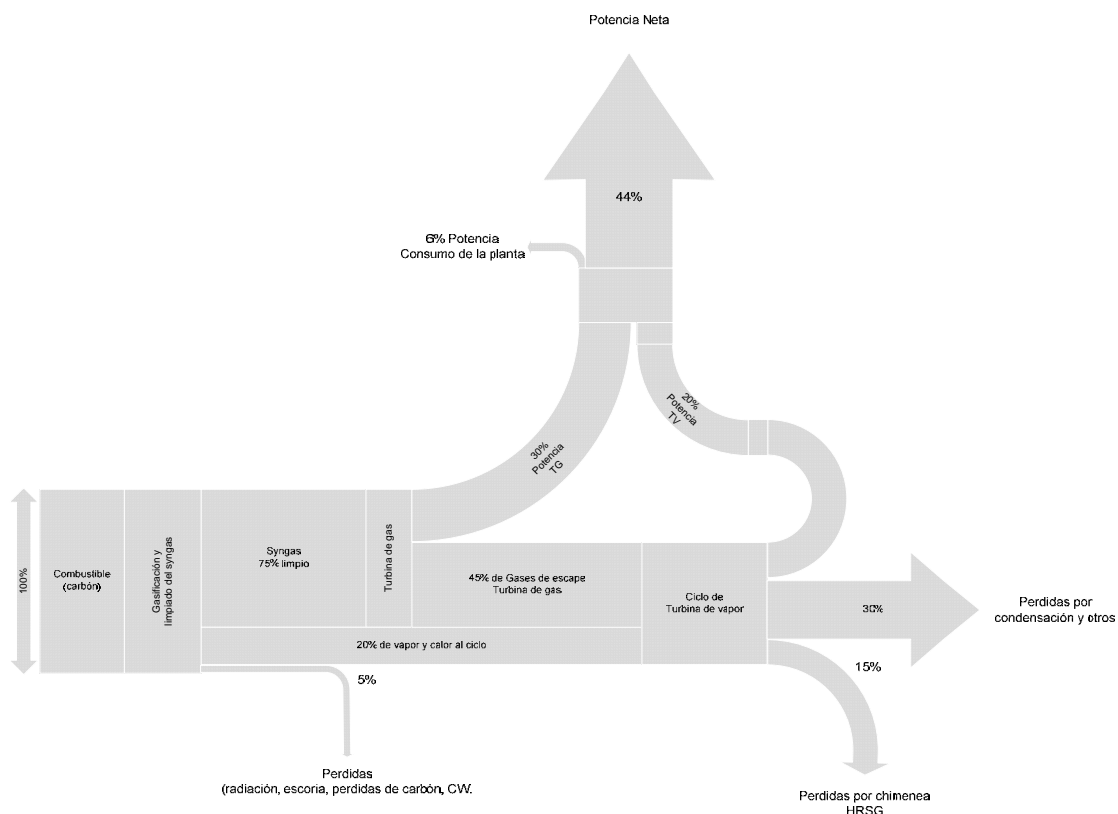 Potencia Neta
44%
6% Potencia
Consumo de la planta
20%
Potencia
TV
30%
Potencia
TG
100%
Combustible
(carbón)
Gasificación y
limpiado del syngas
Syngas
75% limpio
Turbina de gas
45% de Gases de escape
Turbina de gas.
Ciclo de
Turbina de vapor
30%
Perdidas por
condensación y otros
20% de vapor y calor al ciclo
15%
5%
Perdidas
(radiación, escoria, perdidas de carbón, CW.
Perdidas por chimenea
HRSG